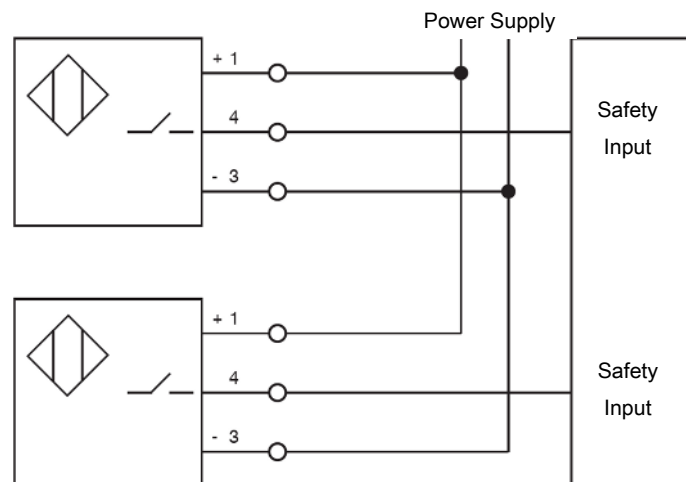 Power Supply
+ 1
4
- 3
Safety
Input
+ 1
4
- 3
Safety
Input